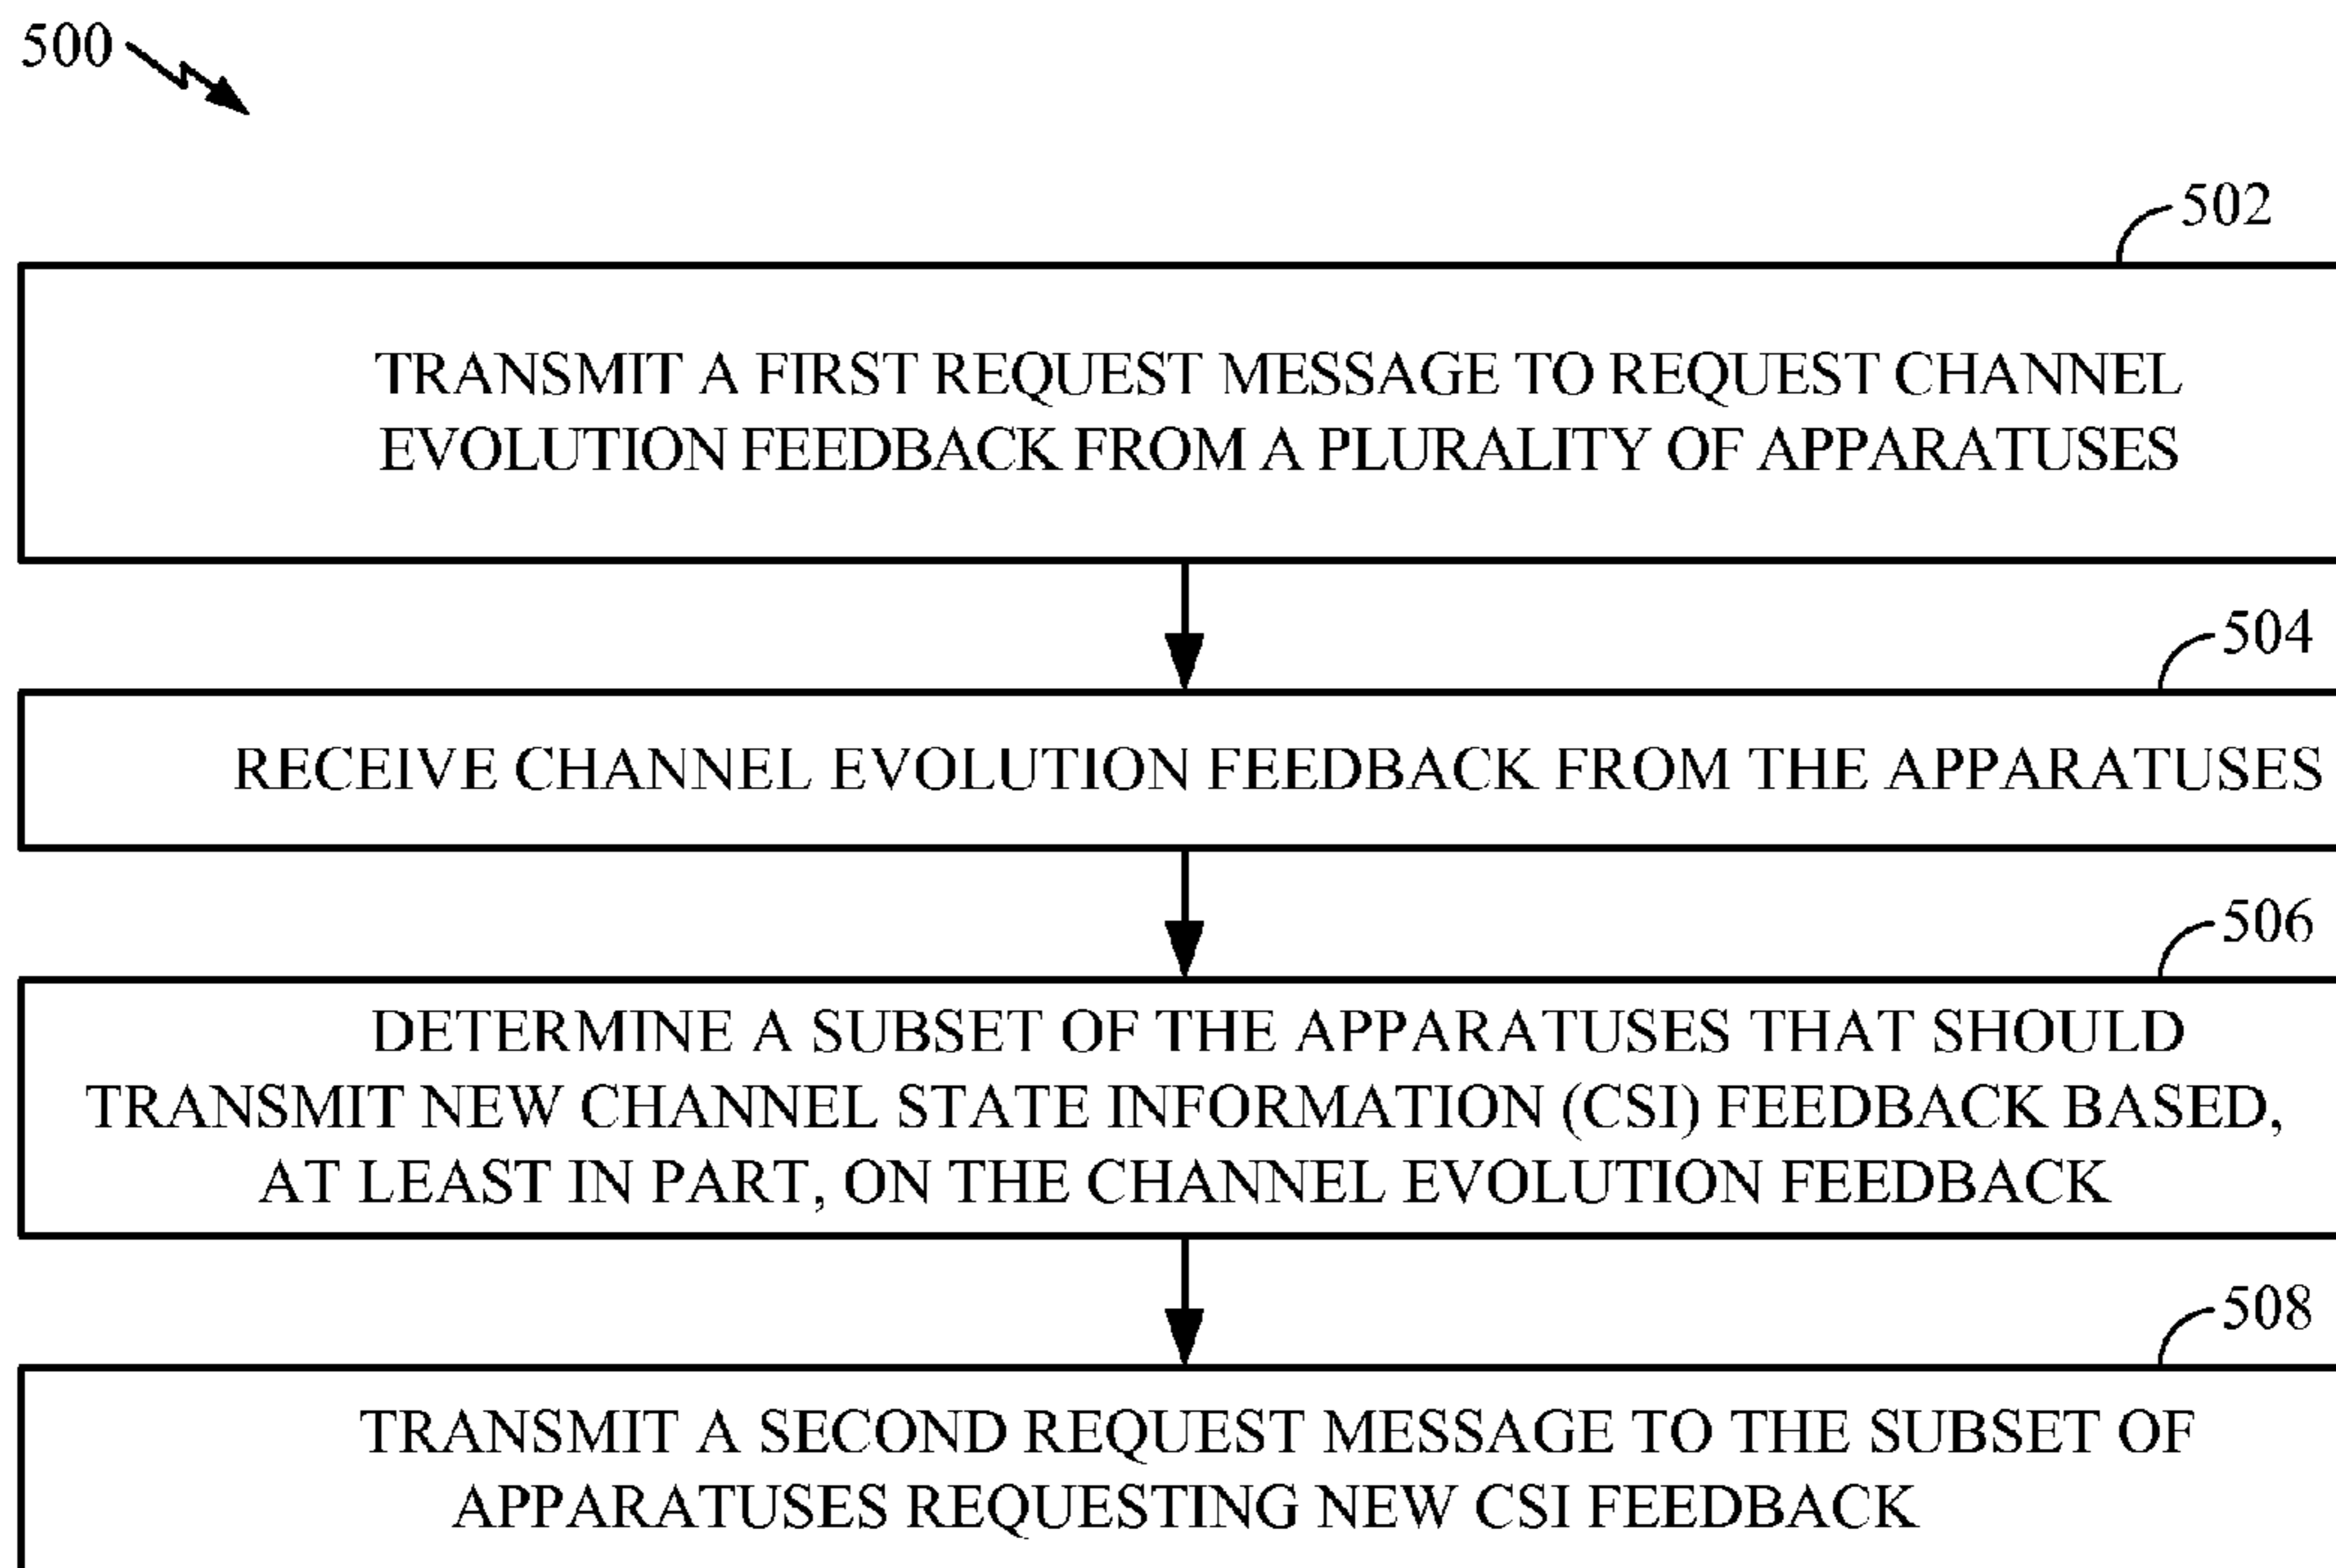 500
502
TRANSMIT A FIRST REQUEST MESSAGE TO REQUEST CHANNEL
EVOLUTION FEEDBACK FROM A PLURALITY OF APPARATUSES
504
RECEIVE CHANNEL EVOLUTION FEEDBACK FROM THE APPARATUSES
506
DETERMINE A SUBSET OF THE APPARATUSES THAT SHOULD
TRANSMIT NEW CHANNEL STATE INFORMATION (CSI) FEEDBACK BASED,
AT LEAST IN PART, ON THE CHANNEL EVOLUTION FEEDBACK
508
TRANSMIT A SECOND REQUEST MESSAGE TO THE SUBSET OF
APPARATUSES REQUESTING NEW CSI FEEDBACK